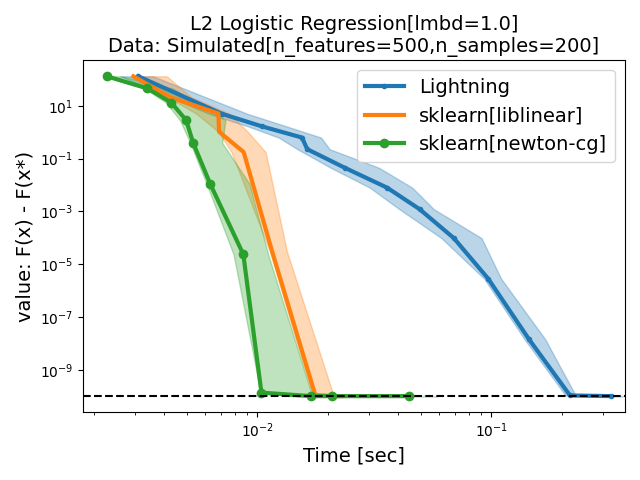 L2 Logistic Regression[lmbd=1.0]
Data: Simulated[n_features=500,n_samples=200]
Lightning
sklearn[liblinear]
sklearn[newton-cg]
value: F(x) - F(x*)
10¹
10⁻¹
10⁻³
10⁻⁵
10⁻⁷
10⁻⁹
10⁻²
10⁻¹
Time [sec]